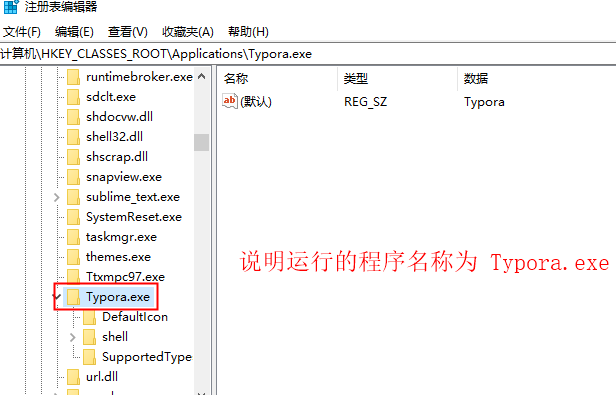 注册表编辑器
文件(F) 编辑(E) 查看(V) 收藏夹(A) 帮助(H)
计算机\HKEY_CLASSES_ROOT\Applications\Typora.exe
名称 类型 数据
(默认) REG_SZ Typora
runtimebroker.exe
sdclt.exe
shdocvw.dll
shell32.dll
shscrap.dll
snapview.exe
sublime_text.exe
SystemReset.exe
taskmgr.exe
themes.exe
Ttxmpc97.exe
Typora.exe
DefaultIcon
shell
SupportedType
url.dll
说明运行的程序名称为 Typora.exe